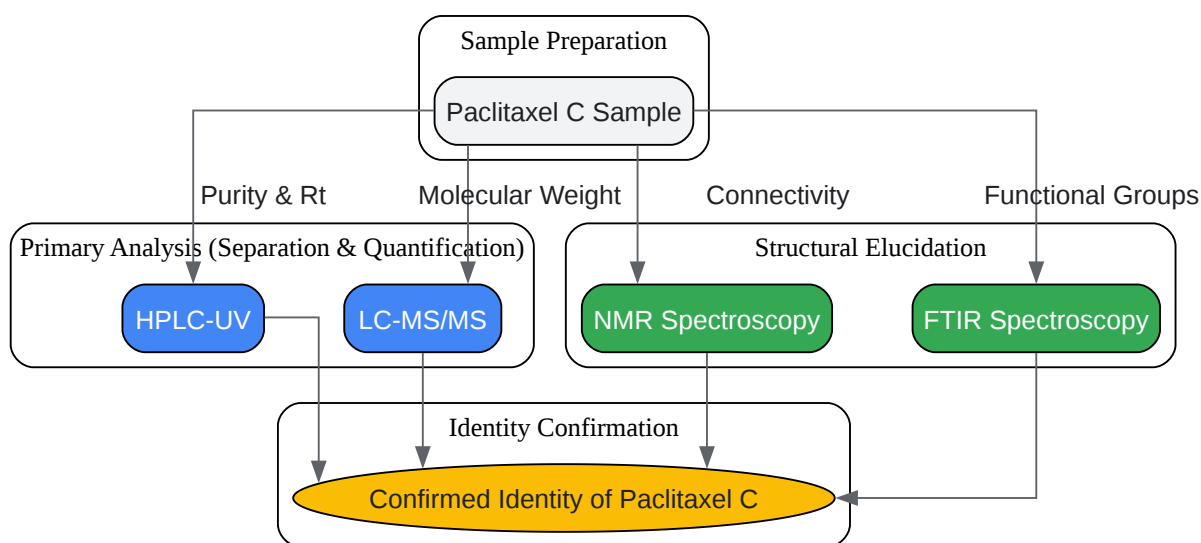 Sample Preparation
Paclitaxel C Sample
Purity & Rt
Molecular Weight
Connectivity
Functional Groups
Primary Analysis (Separation & Quantification)
Structural Elucidation
HPLC-UV
LC-MS/MS
NMR Spectroscopy
FTIR Spectroscopy
Identity Confirmation
Confirmed Identity of Paclitaxel C